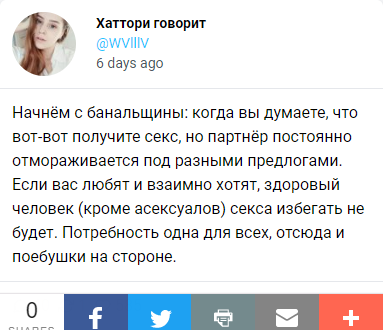 Хаттори говорит
@WVlllV
6 days ago
Начнём с банальщины: когда вы думаете, что
вот-вот получите секс, но партнёр постоянно
отмораживается под разными предлогами.
Если вас любят и взаимно хотят, здоровый
человек (кроме асексуалов) секса избегать не
будет. Потребность одна для всех, отсюда и
поебушки на стороне.
0
SHARES